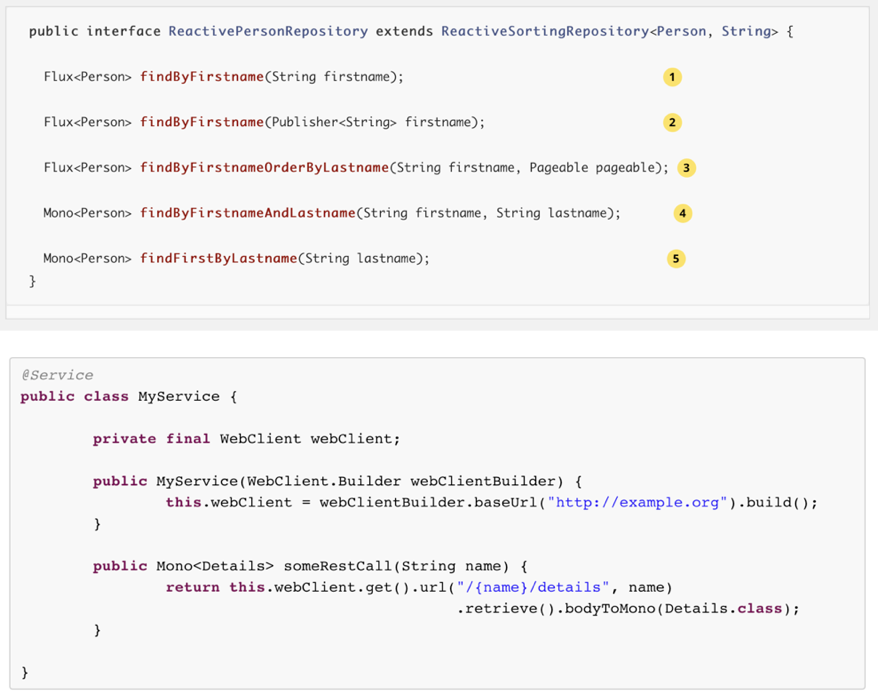 public interface ReactivePersonRepository extends ReactiveSortingRepository<Person, String> {
Flux<Person> findByFirstname(String firstname); 1
Flux<Person> findByFirstname(Publisher<String> firstname); 2
Flux<Person> findByFirstnameOrderByLastname(String firstname, Pageable pageable); 3
Mono<Person> findByFirstnameAndLastname(String firstname, String lastname); 4
Mono<Person> findFirstByLastname(String lastname); 5
}
@Service
public class MyService {
private final WebClient webClient;
public MyService(WebClient.Builder webClientBuilder) {
this.webClient = webClientBuilder.baseUrl("http://example.org").build();
}
public Mono<Details> someRestCall(String name) {
return this.webClient.get().url("/{name}/details", name)
.retrieve().bodyToMono(Details.class);
}
}